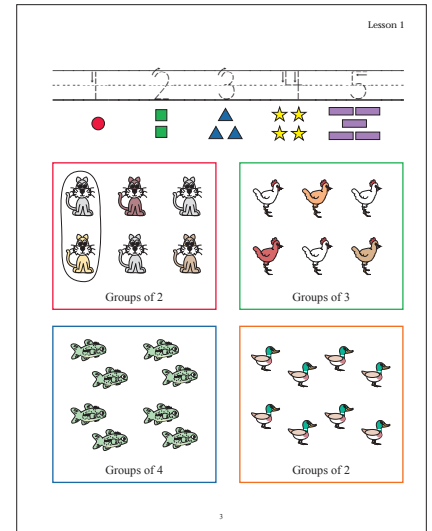 Lesson 1
1 2 3 4 5
Groups of 2
Groups of 3
Groups of 4
Groups of 2
3